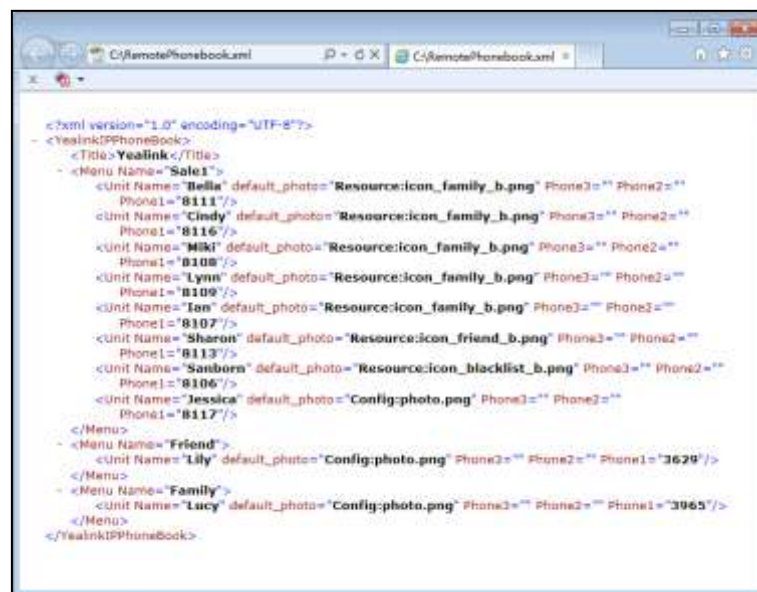 C:\RemotePhonebook.xml
C:\RemotePhonebook.xml
<?xml version="1.0" encoding="UTF-8"?>
- <YealinkIPPhoneBook>
<Title>Yealink</Title>
- <Menu Name="Sale1">
<Unit Name="Bella" default_photo="Resource:icon_family_b.png" Phone3="" Phone2=""
Phone1="8111"/>
<Unit Name="Cindy" default_photo="Resource:icon_family_b.png" Phone3="" Phone2=""
Phone1="8116"/>
<Unit Name="Miki" default_photo="Resource:icon_family_b.png" Phone3="" Phone2=""
Phone1="8108"/>
<Unit Name="Lynn" default_photo="Resource:icon_family_b.png" Phone3="" Phone2=""
Phone1="8109"/>
<Unit Name="Ian" default_photo="Resource:icon_family_b.png" Phone3="" Phone2=""
Phone1="8107"/>
<Unit Name="Sharon" default_photo="Resource:icon_friend_b.png" Phone3="" Phone2=""
Phone1="8113"/>
<Unit Name="Sanborn" default_photo="Resource:icon_blacklist_b.png" Phone3="" Phone2=""
Phone1="8106"/>
<Unit Name="Jessica" default_photo="Config:photo.png" Phone3="" Phone2=""
Phone1="8117"/>
</Menu>
- <Menu Name="Friend">
<Unit Name="Lily" default_photo="Config:photo.png" Phone3="" Phone2="" Phone1="3629"/>
</Menu>
- <Menu Name="Family">
<Unit Name="Lucy" default_photo="Config:photo.png" Phone3="" Phone2="" Phone1="3965"/>
</Menu>
</YealinkIPPhoneBook>